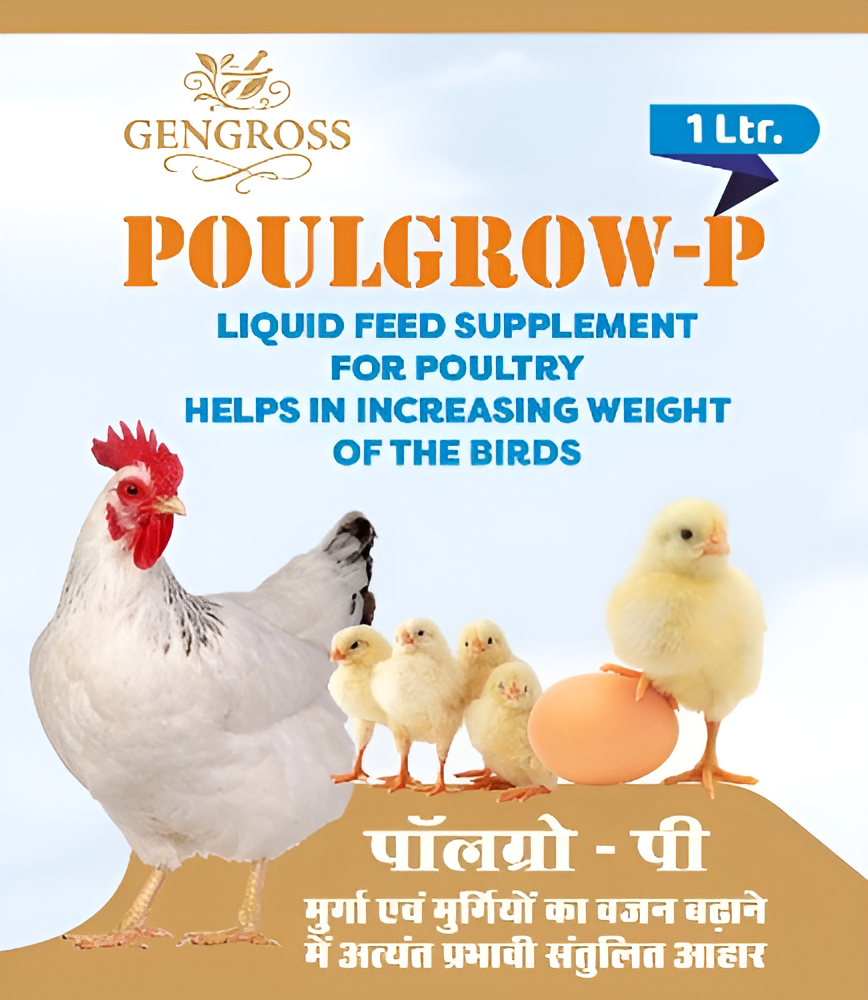 GENGROSS
1 Ltr.
POULGROW-P
LIQUID FEED SUPPLEMENT
FOR POULTRY
HELPS IN INCREASING WEIGHT
OF THE BIRDS
पॉलग्रो - पी
मुर्गा एवं मुर्गियों का वजन बढ़ाने
में अत्यंत प्रभावी संतुलित आहार